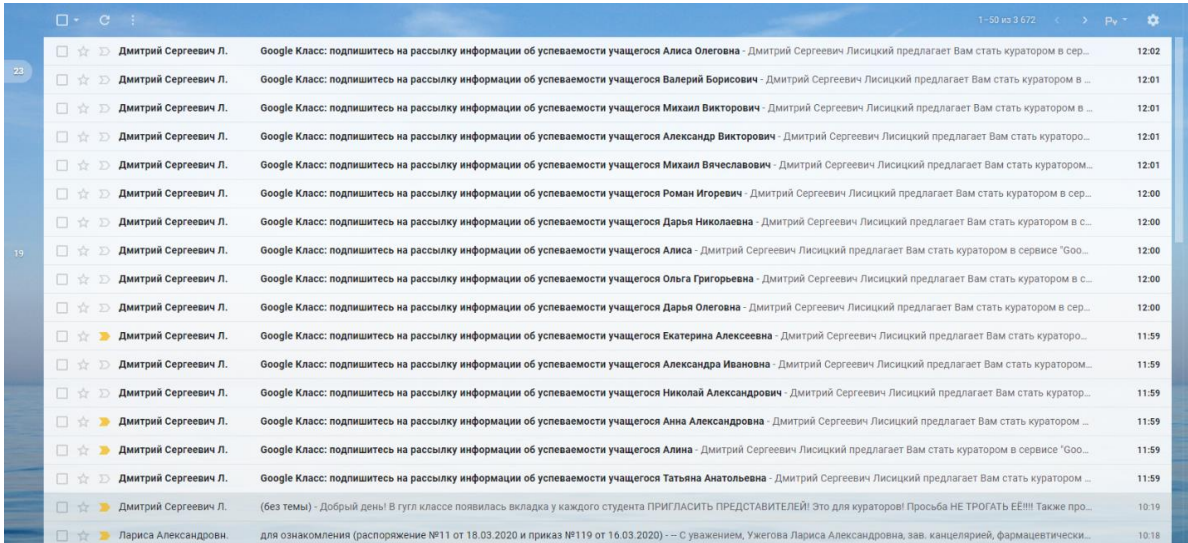 1–50 из 3 672 Ру
23
19
Дмитрий Сергеевич Л. Google Класс: подпишитесь на рассылку информации об успеваемости учащегося Алиса Олеговна - Дмитрий Сергеевич Лисицкий предлагает Вам стать куратором в сер... 12:02
Дмитрий Сергеевич Л. Google Класс: подпишитесь на рассылку информации об успеваемости учащегося Валерий Борисович - Дмитрий Сергеевич Лисицкий предлагает Вам стать куратором в ... 12:01
Дмитрий Сергеевич Л. Google Класс: подпишитесь на рассылку информации об успеваемости учащегося Михаил Викторович - Дмитрий Сергеевич Лисицкий предлагает Вам стать куратором в ... 12:01
Дмитрий Сергеевич Л. Google Класс: подпишитесь на рассылку информации об успеваемости учащегося Александр Викторович - Дмитрий Сергеевич Лисицкий предлагает Вам стать кураторо... 12:01
Дмитрий Сергеевич Л. Google Класс: подпишитесь на рассылку информации об успеваемости учащегося Михаил Вячеславович - Дмитрий Сергеевич Лисицкий предлагает Вам стать куратором... 12:01
Дмитрий Сергеевич Л. Google Класс: подпишитесь на рассылку информации об успеваемости учащегося Роман Игоревич - Дмитрий Сергеевич Лисицкий предлагает Вам стать куратором в сер... 12:00
Дмитрий Сергеевич Л. Google Класс: подпишитесь на рассылку информации об успеваемости учащегося Дарья Николаевна - Дмитрий Сергеевич Лисицкий предлагает Вам стать куратором в с... 12:00
Дмитрий Сергеевич Л. Google Класс: подпишитесь на рассылку информации об успеваемости учащегося Алиса - Дмитрий Сергеевич Лисицкий предлагает Вам стать куратором в сервисе "Goo... 12:00
Дмитрий Сергеевич Л. Google Класс: подпишитесь на рассылку информации об успеваемости учащегося Ольга Григорьевна - Дмитрий Сергеевич Лисицкий предлагает Вам стать куратором в с... 12:00
Дмитрий Сергеевич Л. Google Класс: подпишитесь на рассылку информации об успеваемости учащегося Дарья Олеговна - Дмитрий Сергеевич Лисицкий предлагает Вам стать куратором в сер... 12:00
Дмитрий Сергеевич Л. Google Класс: подпишитесь на рассылку информации об успеваемости учащегося Екатерина Алексеевна - Дмитрий Сергеевич Лисицкий предлагает Вам стать кураторо... 11:59
Дмитрий Сергеевич Л. Google Класс: подпишитесь на рассылку информации об успеваемости учащегося Александра Ивановна - Дмитрий Сергеевич Лисицкий предлагает Вам стать куратором... 11:59
Дмитрий Сергеевич Л. Google Класс: подпишитесь на рассылку информации об успеваемости учащегося Николай Александрович - Дмитрий Сергеевич Лисицкий предлагает Вам стать куратор... 11:59
Дмитрий Сергеевич Л. Google Класс: подпишитесь на рассылку информации об успеваемости учащегося Анна Александровна - Дмитрий Сергеевич Лисицкий предлагает Вам стать куратором ... 11:59
Дмитрий Сергеевич Л. Google Класс: подпишитесь на рассылку информации об успеваемости учащегося Алина - Дмитрий Сергеевич Лисицкий предлагает Вам стать куратором в сервисе "Goo... 11:59
Дмитрий Сергеевич Л. Google Класс: подпишитесь на рассылку информации об успеваемости учащегося Татьяна Анатольевна - Дмитрий Сергеевич Лисицкий предлагает Вам стать куратором ... 11:59
Дмитрий Сергеевич Л. (без темы) - Добрый день! В гугл классе появилась вкладка у каждого студента ПРИГЛАСИТЬ ПРЕДСТАВИТЕЛЕЙ! Это для кураторов! Просьба НЕ ТРОГАТЬ ЕЁ!!!! Также про... 10:19
Лариса Александровн. для ознакомления (распоряжение №11 от 18.03.2020 и приказ №119 от 16.03.2020) - -- С уважением, Ужегова Лариса Александровна, зав. канцелярией, фармацевтически... 10:18